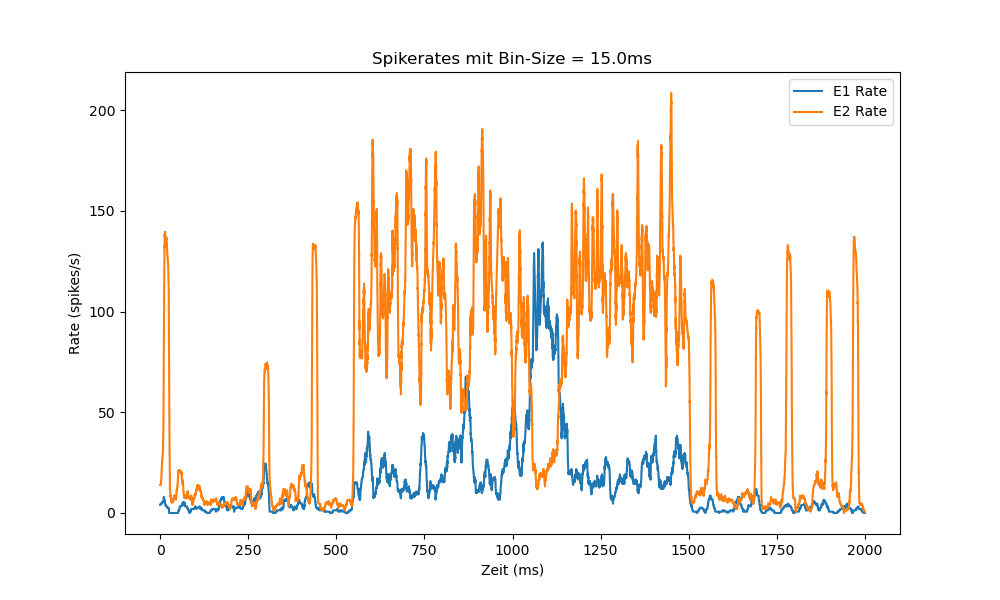 Spikerates mit Bin-Size = 15.0ms
E1 Rate
E2 Rate
Rate (spikes/s)
200
150
100
50
0
0 250 500 750 1000 1250 1500 1750 2000
Zeit (ms)